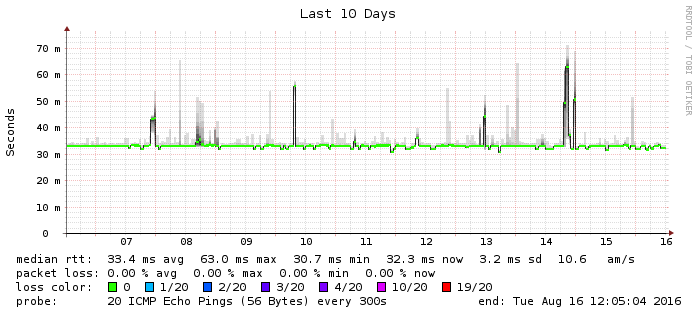 Last 10 Days
RRDTOOL / TOBI OETIKER
Seconds
70 m
60 m
50 m
40 m
30 m
20 m
10 m
0
07 08 09 10 11 12 13 14 15 16
median rtt: 33.4 ms avg 63.0 ms max 30.7 ms min 32.3 ms now 3.2 ms sd 10.6 am/s
packet loss: 0.00 % avg 0.00 % max 0.00 % min 0.00 % now
loss color: 0 1/20 2/20 3/20 4/20 10/20 19/20
probe: 20 ICMP Echo Pings (56 Bytes) every 300s end: Tue Aug 16 12:05:04 2016